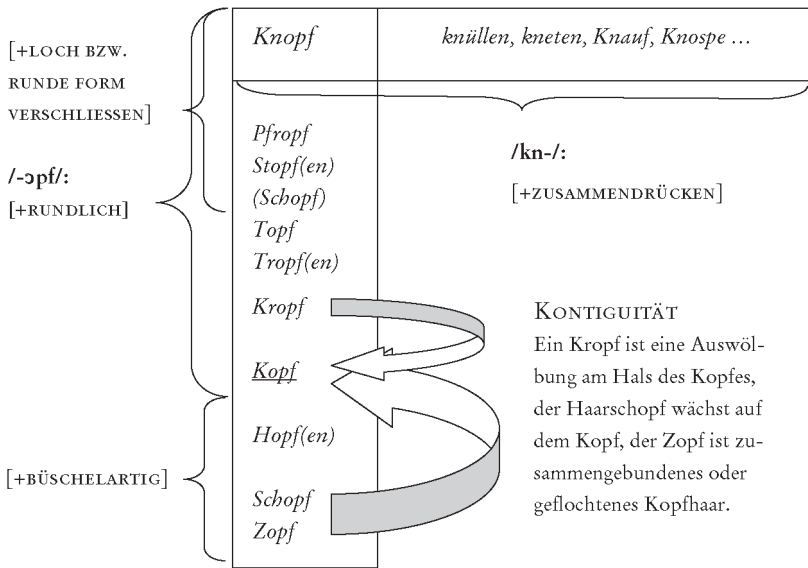 Knopf
knüllen, kneten, Knauf, Knospe …
[+LOCH BZW.
RUNDE FORM
VERSCHLIESSEN]
/-ɔpf/:
[+RUNDLICH]
[+BÜSCHELARTIG]
Pfropf
Stopf(en)
(Schopf)
Topf
Tropf(en)
Kropf
Kopf
Hopf(en)
Schopf
Zopf
/kn-/:
[+ZUSAMMENDRÜCKEN]
KONTIGUITÄT
Ein Kropf ist eine Auswöl-
bung am Hals des Kopfes,
der Haarschopf wächst auf
dem Kopf, der Zopf ist zu-
sammengebundenes oder
geflochtenes Kopfhaar.